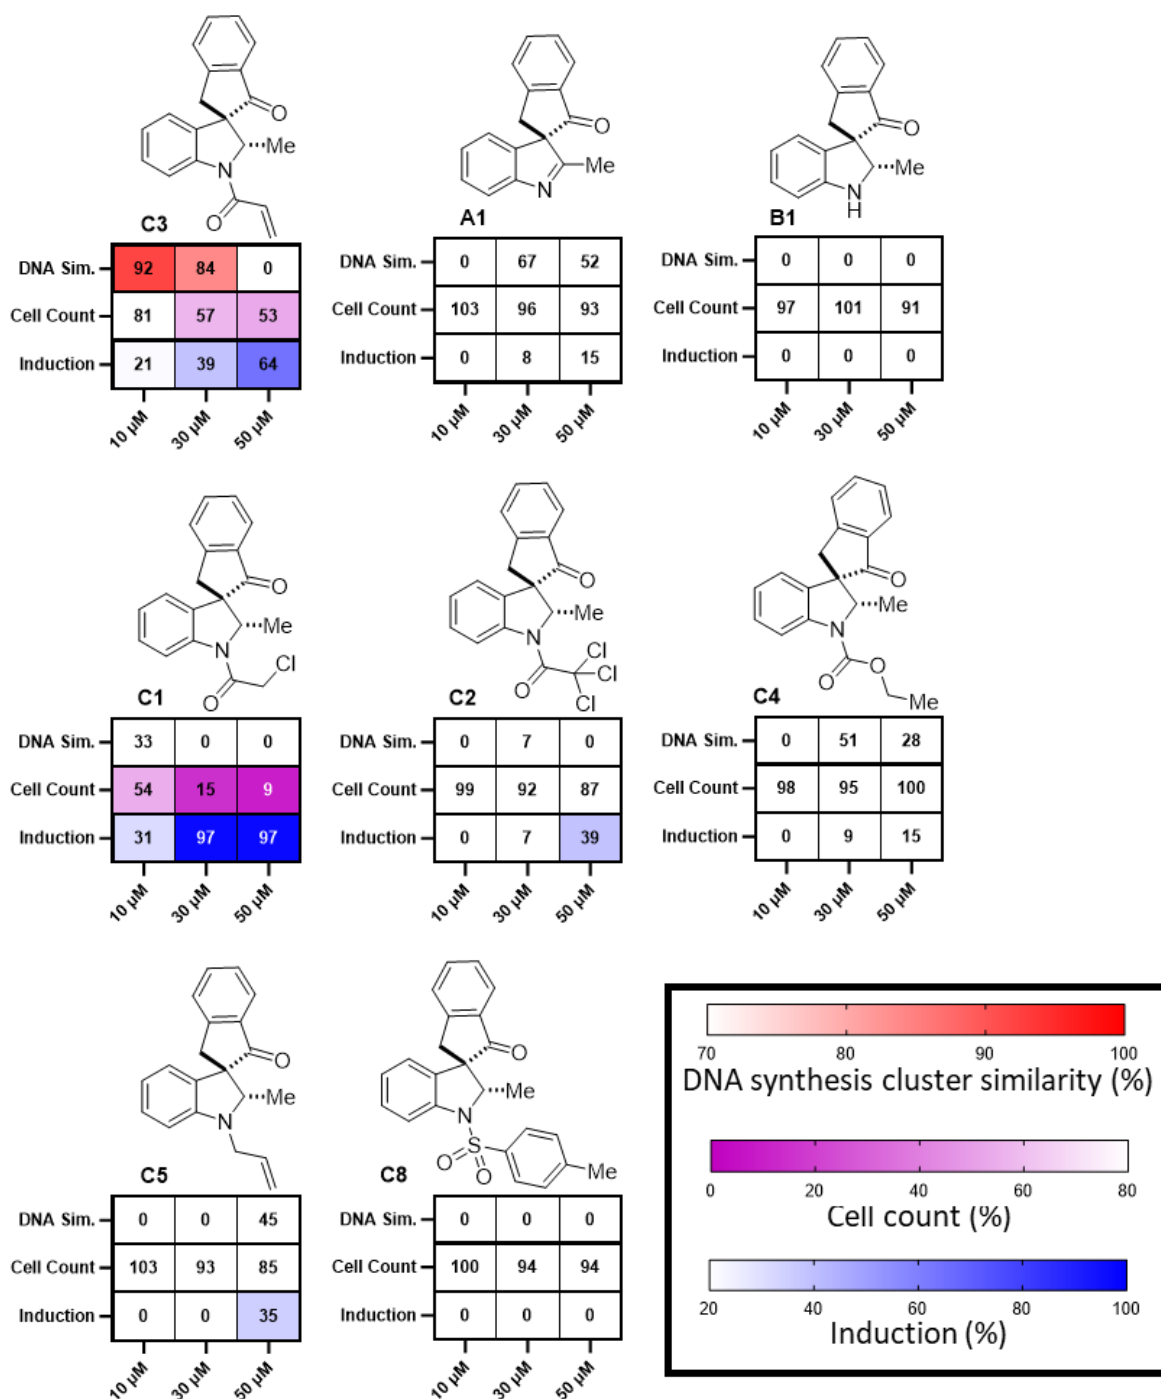 O
Me
N
O
C3
DNA Sim. 92 84 0
Cell Count 81 57 53
Induction 21 39 64
10 µM 30 µM 50 µM
O
Me
N
A1
DNA Sim. 0 67 52
Cell Count 103 96 93
Induction 0 8 15
10 µM 30 µM 50 µM
O
Me
N
H
B1
DNA Sim. 0 0 0
Cell Count 97 101 91
Induction 0 0 0
10 µM 30 µM 50 µM
O
Me
N
Cl
O
C1
DNA Sim. 33 0 0
Cell Count 54 15 9
Induction 31 97 97
10 µM 30 µM 50 µM
O
Me
N
Cl
Cl
O
Cl
C2
DNA Sim. 0 7 0
Cell Count 99 92 87
Induction 0 7 39
10 µM 30 µM 50 µM
O
Me
N
O
O
Me
C4
DNA Sim. 0 51 28
Cell Count 98 95 100
Induction 0 9 15
10 µM 30 µM 50 µM
O
Me
N
C5
DNA Sim. 0 0 45
Cell Count 103 93 85
Induction 0 0 35
10 µM 30 µM 50 µM
O
Me
N
S
O
O
Me
C8
DNA Sim. 0 0 0
Cell Count 100 94 94
Induction 0 0 0
10 µM 30 µM 50 µM
70 80 90 100
DNA synthesis cluster similarity (%)
0 20 40 60 80
Cell count (%)
20 40 60 80 100
Induction (%)